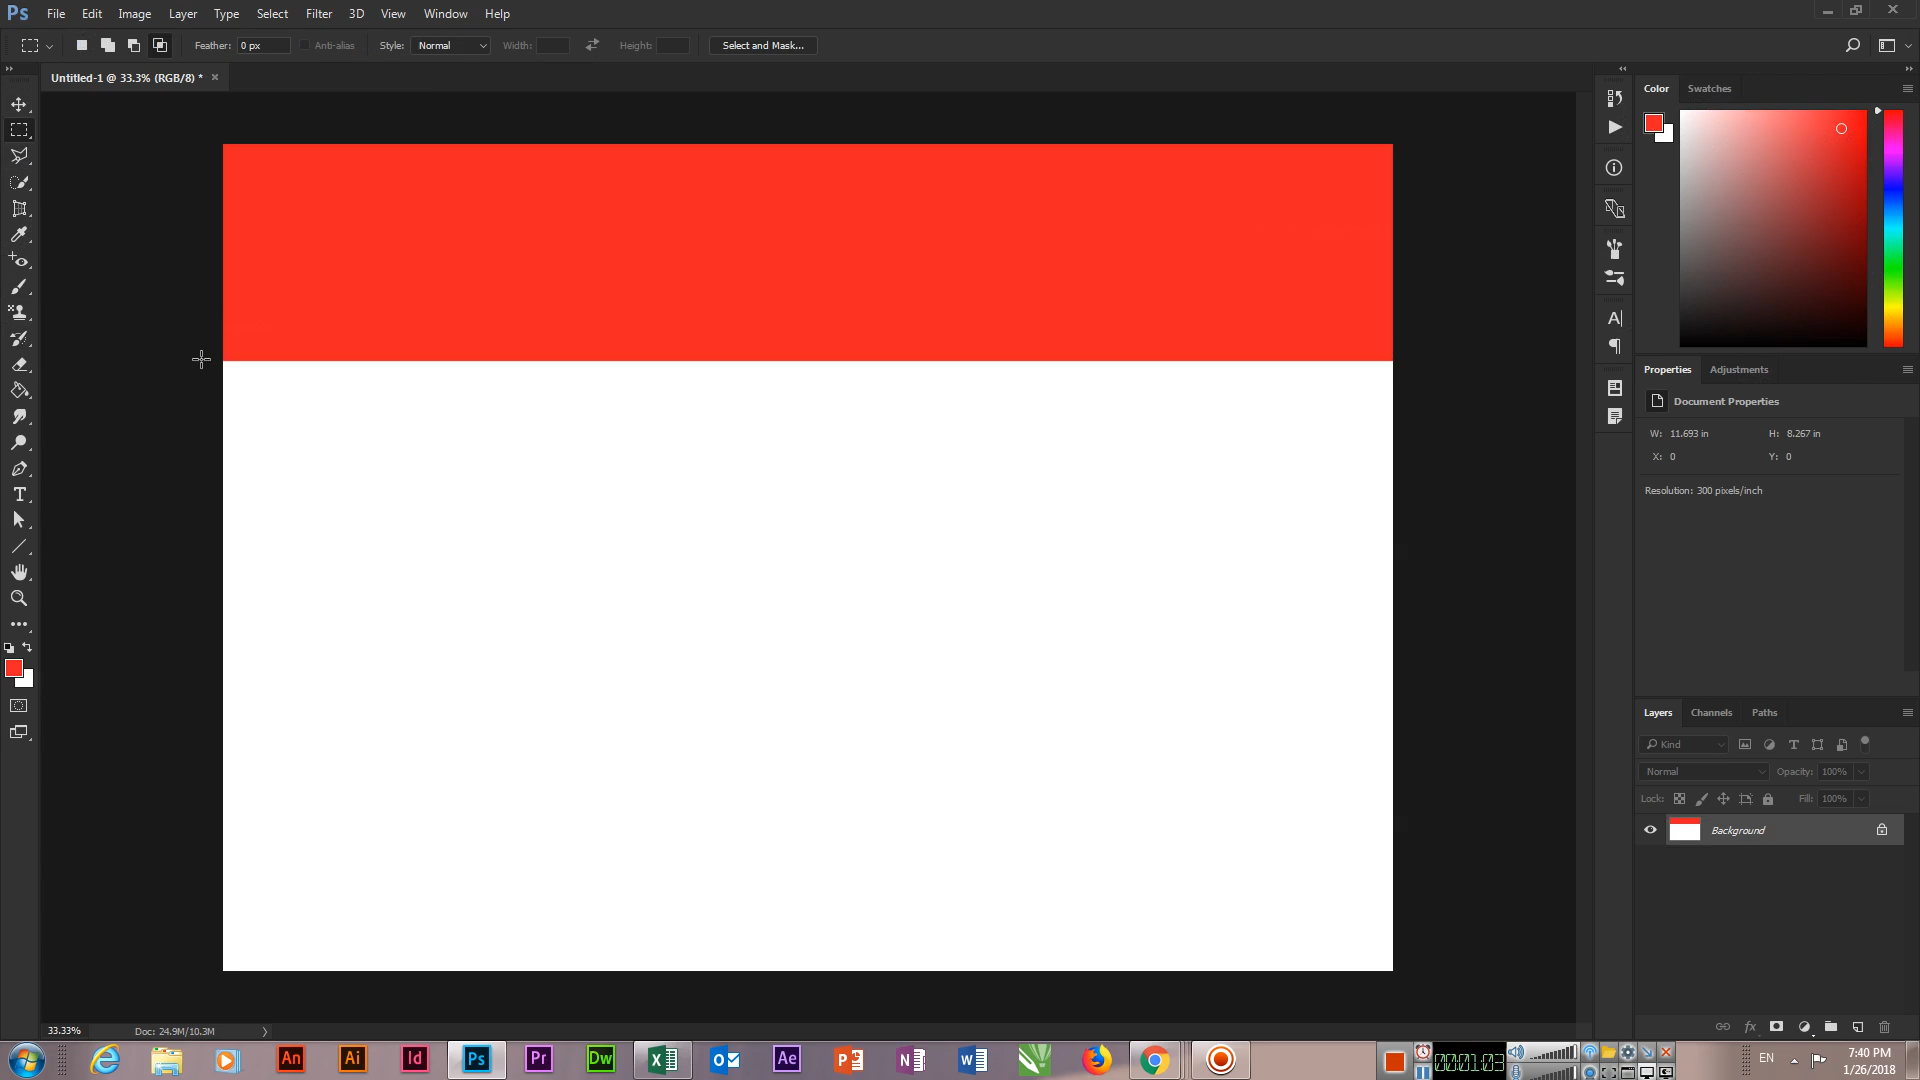 Ps File Edit Image Layer Type Select Filter 3D View Window Help
Feather: 0 px Anti-alias Style: Normal Width: Height: Select and Mask...
Untitled-1 @ 33.3% (RGB/8) *
Color Swatches
Properties Adjustments
Document Properties
W: 11.693 in H: 8.267 in
X: 0 Y: 0
Resolution: 300 pixels/inch
Layers Channels Paths
Kind
Normal Opacity: 100%
Lock: Fill: 100%
Background
33.33% Doc: 24.9M/10.3M
An Ai Id Ps Pr Dw Ae
00:01:03
EN
7:40 PM
1/26/2018